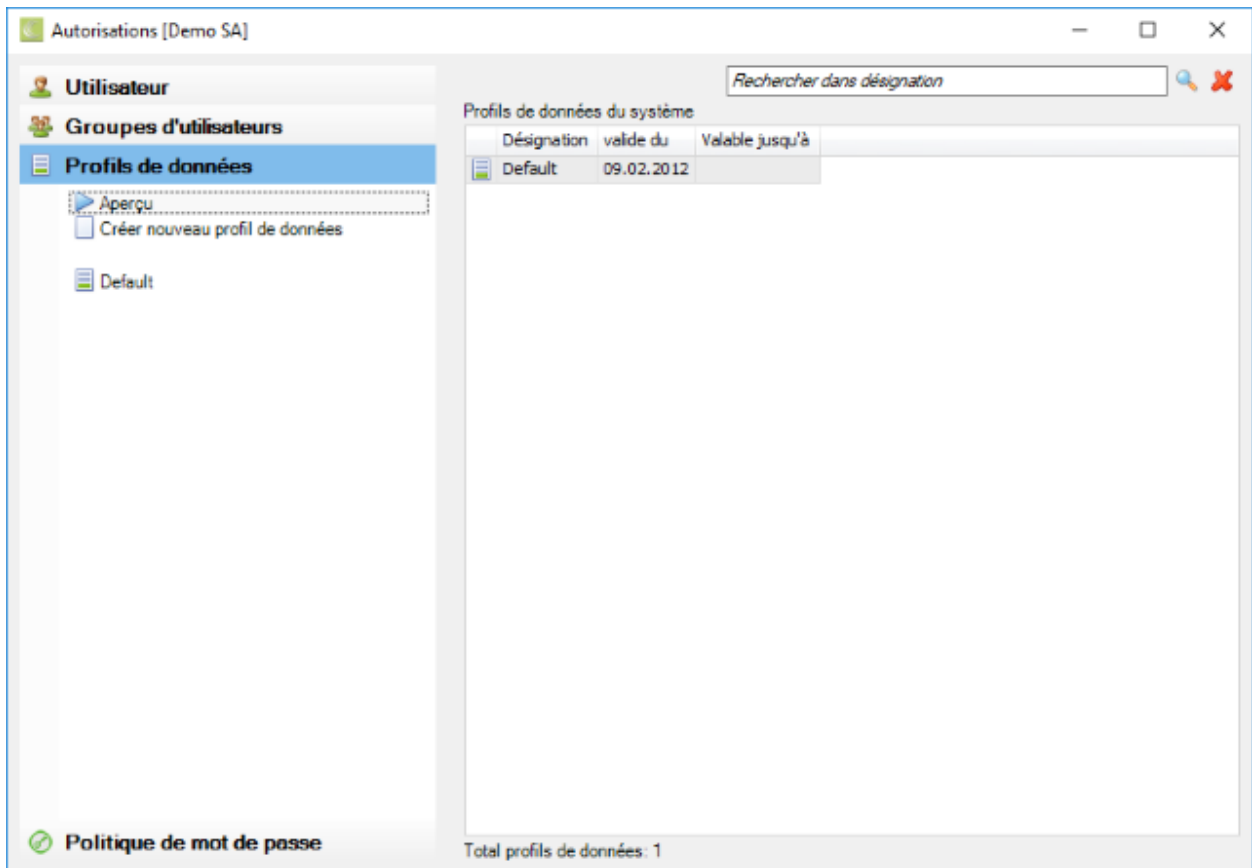 Autorisations [Demo SA]
Utilisateur
Groupes d'utilisateurs
Profils de données
Aperçu
Créer nouveau profil de données
Default
Politique de mot de passe
Rechercher dans désignation
Profils de données du système
Désignation valide du Valable jusqu'à
Default 09.02.2012
Total profils de données: 1